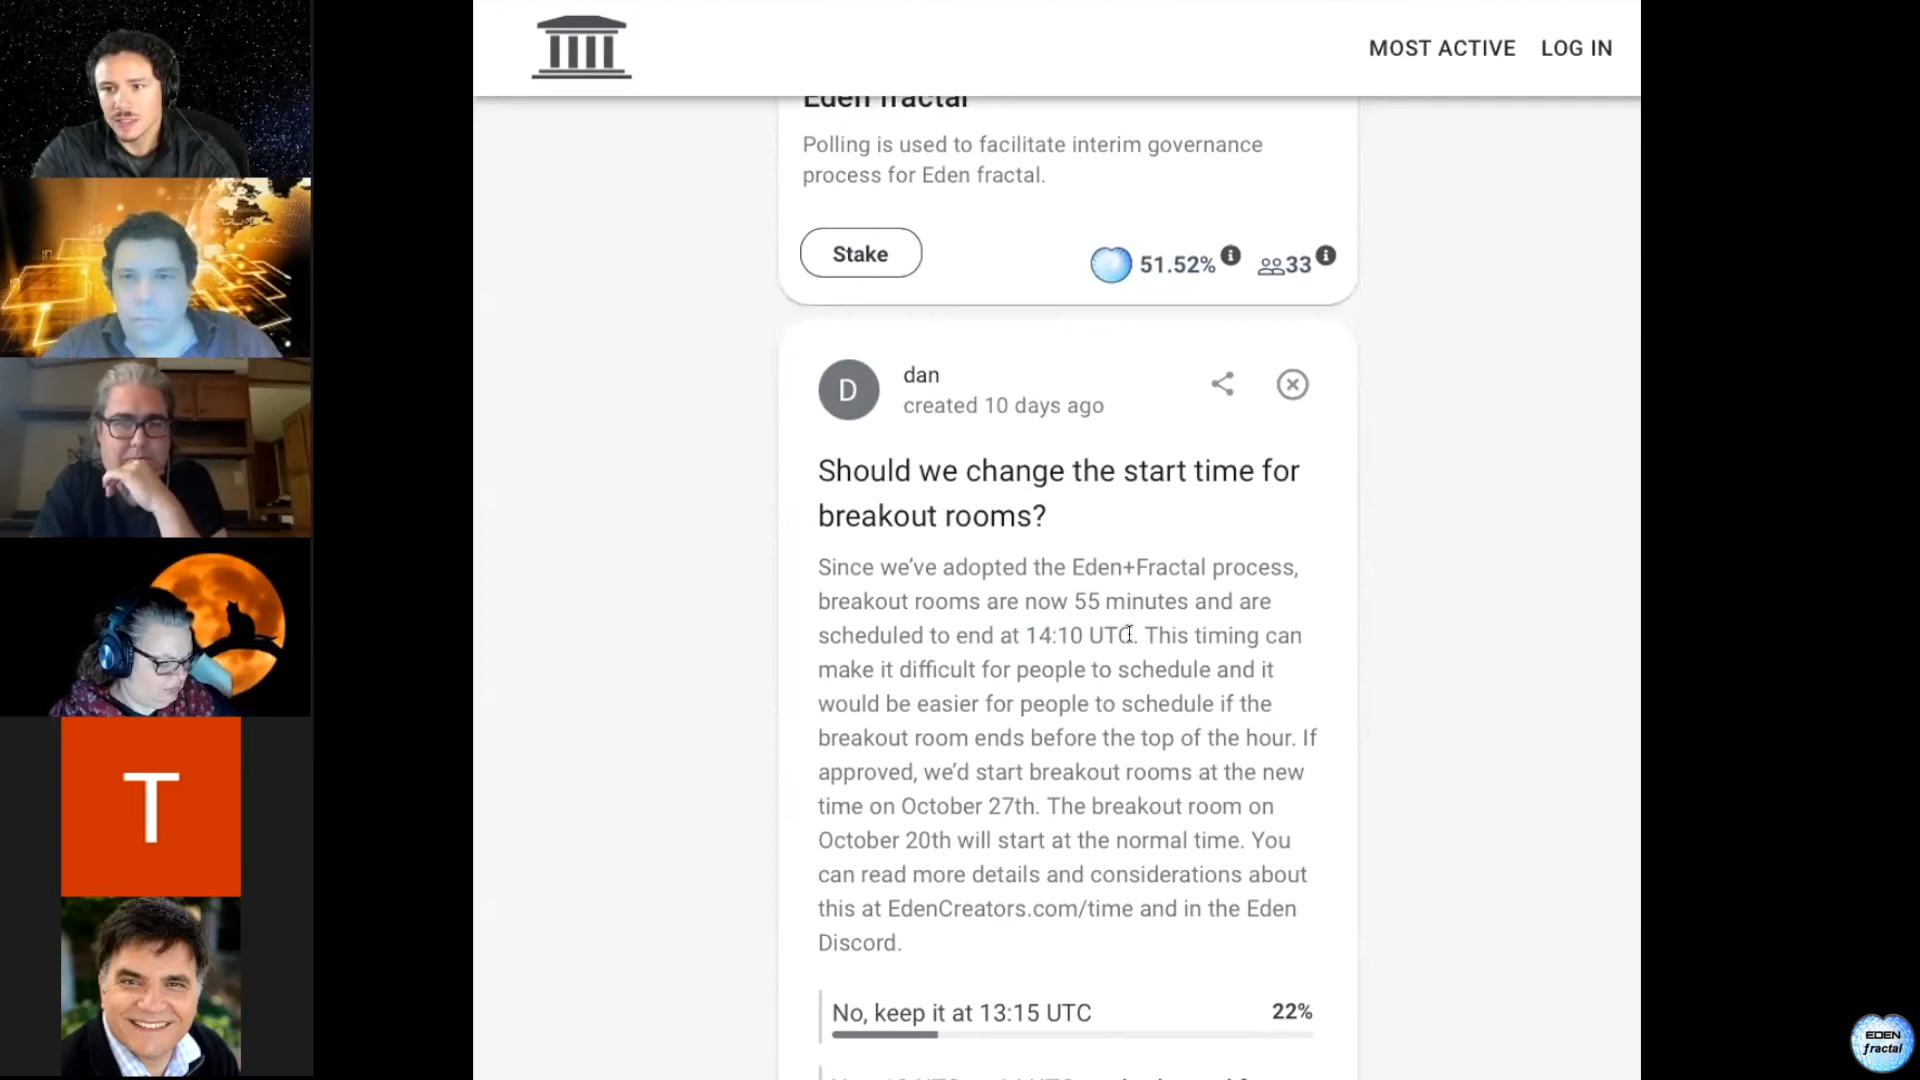 MOST ACTIVE LOG IN
Eden fractal
Polling is used to facilitate interim governance
process for Eden fractal.
Stake
51.52%
33
D
dan
created 10 days ago
Should we change the start time for
breakout rooms?
Since we’ve adopted the Eden+Fractal process,
breakout rooms are now 55 minutes and are
scheduled to end at 14:10 UTC. This timing can
make it difficult for people to schedule and it
would be easier for people to schedule if the
breakout room ends before the top of the hour. If
approved, we’d start breakout rooms at the new
time on October 27th. The breakout room on
October 20th will start at the normal time. You
can read more details and considerations about
this at EdenCreators.com/time and in the Eden
Discord.
No, keep it at 13:15 UTC 22%
T
EDEN
fractal